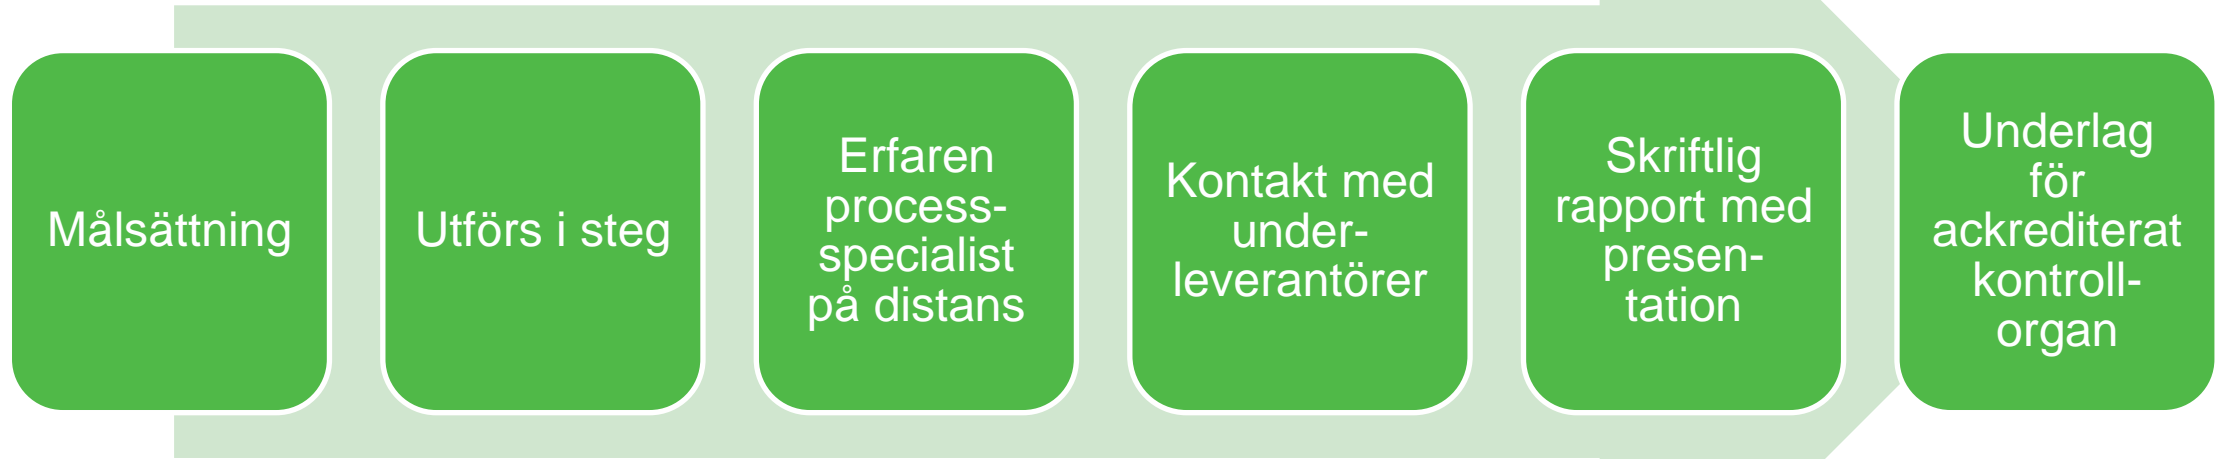 Målsättning
Utförs i steg
Erfaren
process-
specialist
på distans
Kontakt med
under-
leverantörer
Skriftlig
rapport med
presen-
tation
Underlag
för
ackrediterat
kontroll-
organ